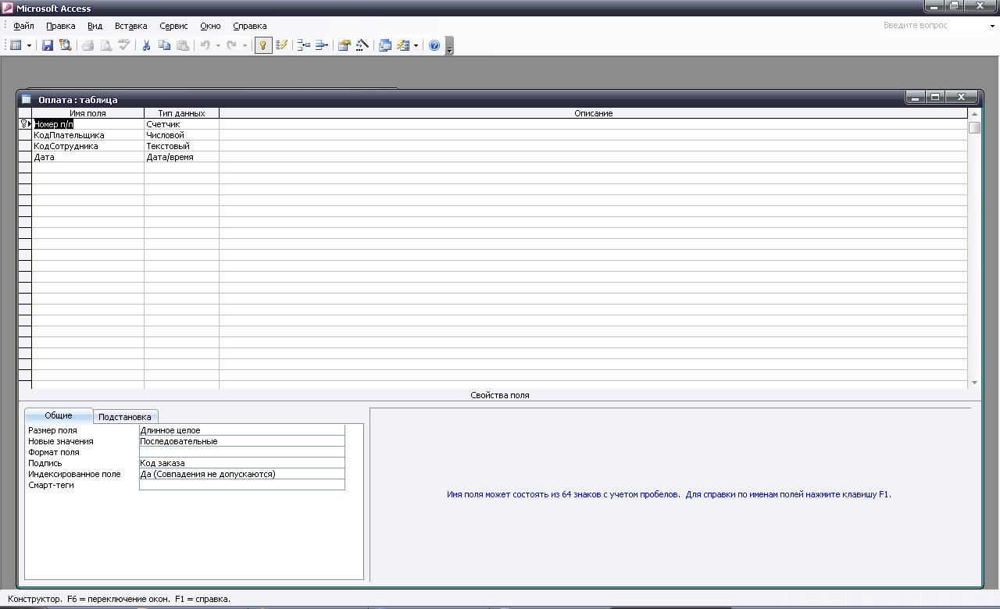 Microsoft Access
Файл Правка Вид Вставка Сервис Окно Справка Введите вопрос
Оплата : таблица
Имя поля Тип данных Описание
Номер п/п Счетчик
КодПлательщика Числовой
КодСотрудника Текстовый
Дата Дата/время
Свойства поля
Общие Подстановка
Размер поля Длинное целое
Новые значения Последовательные
Формат поля
Подпись Код заказа
Индексированное поле Да (Совпадения не допускаются)
Смарт-теги
Имя поля может состоять из 64 знаков с учетом пробелов. Для справки по именам полей нажмите клавишу F1.
Конструктор. F6 = переключение окон. F1 = справка.